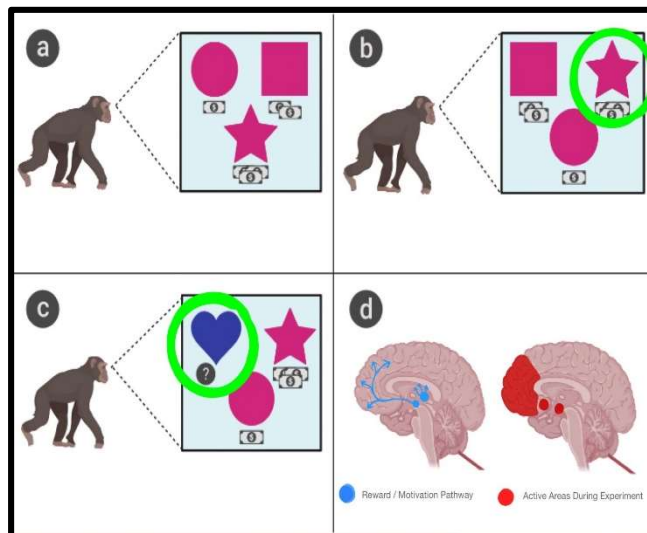 a
$
$
$
b
$
$
$
c
?
$
$
d
Reward / Motivation Pathway
Active Areas During Experiment